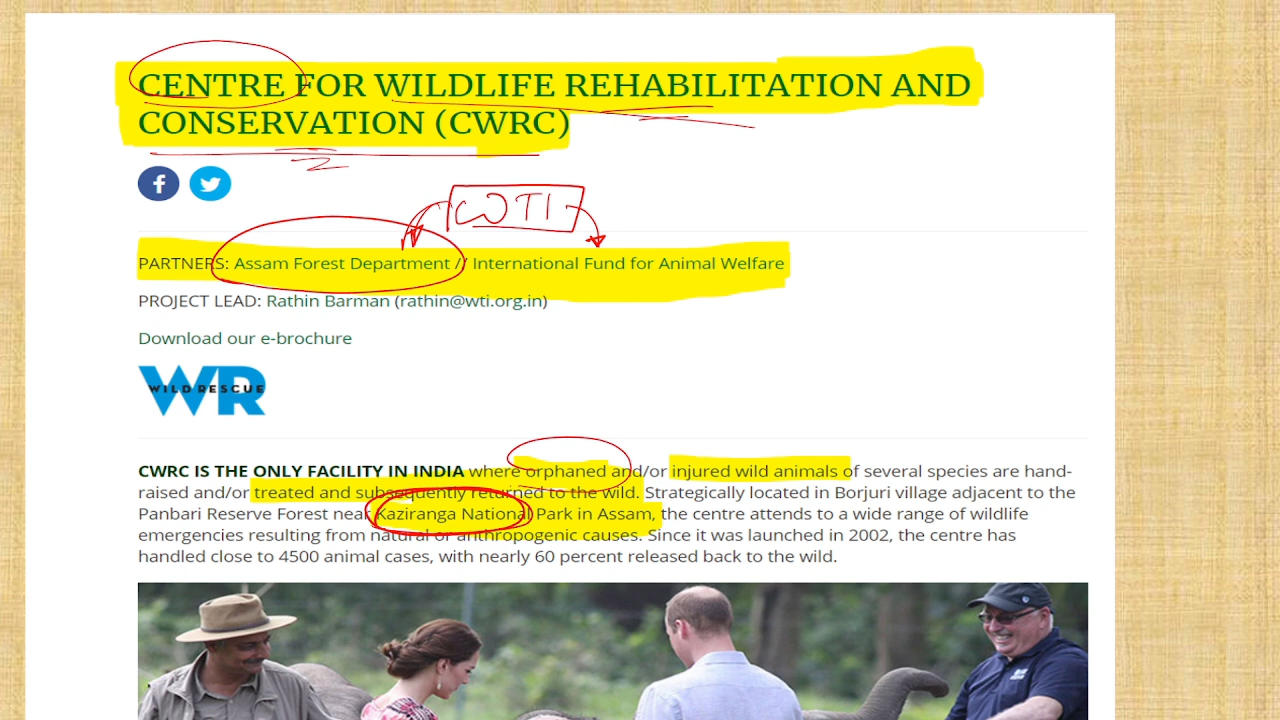 CENTRE FOR WILDLIFE REHABILITATION AND
CONSERVATION (CWRC)
WTI
PARTNERS: Assam Forest Department // International Fund for Animal Welfare
PROJECT LEAD: Rathin Barman (rathin@wti.org.in)
Download our e-brochure
WR
WILD RESCUE
CWRC IS THE ONLY FACILITY IN INDIA where orphaned and/or injured wild animals of several species are hand-
raised and/or treated and subsequently returned to the wild. Strategically located in Borjuri village adjacent to the
Panbari Reserve Forest near Kaziranga National Park in Assam, the centre attends to a wide range of wildlife
emergencies resulting from natural or anthropogenic causes. Since it was launched in 2002, the centre has
handled close to 4500 animal cases, with nearly 60 percent released back to the wild.